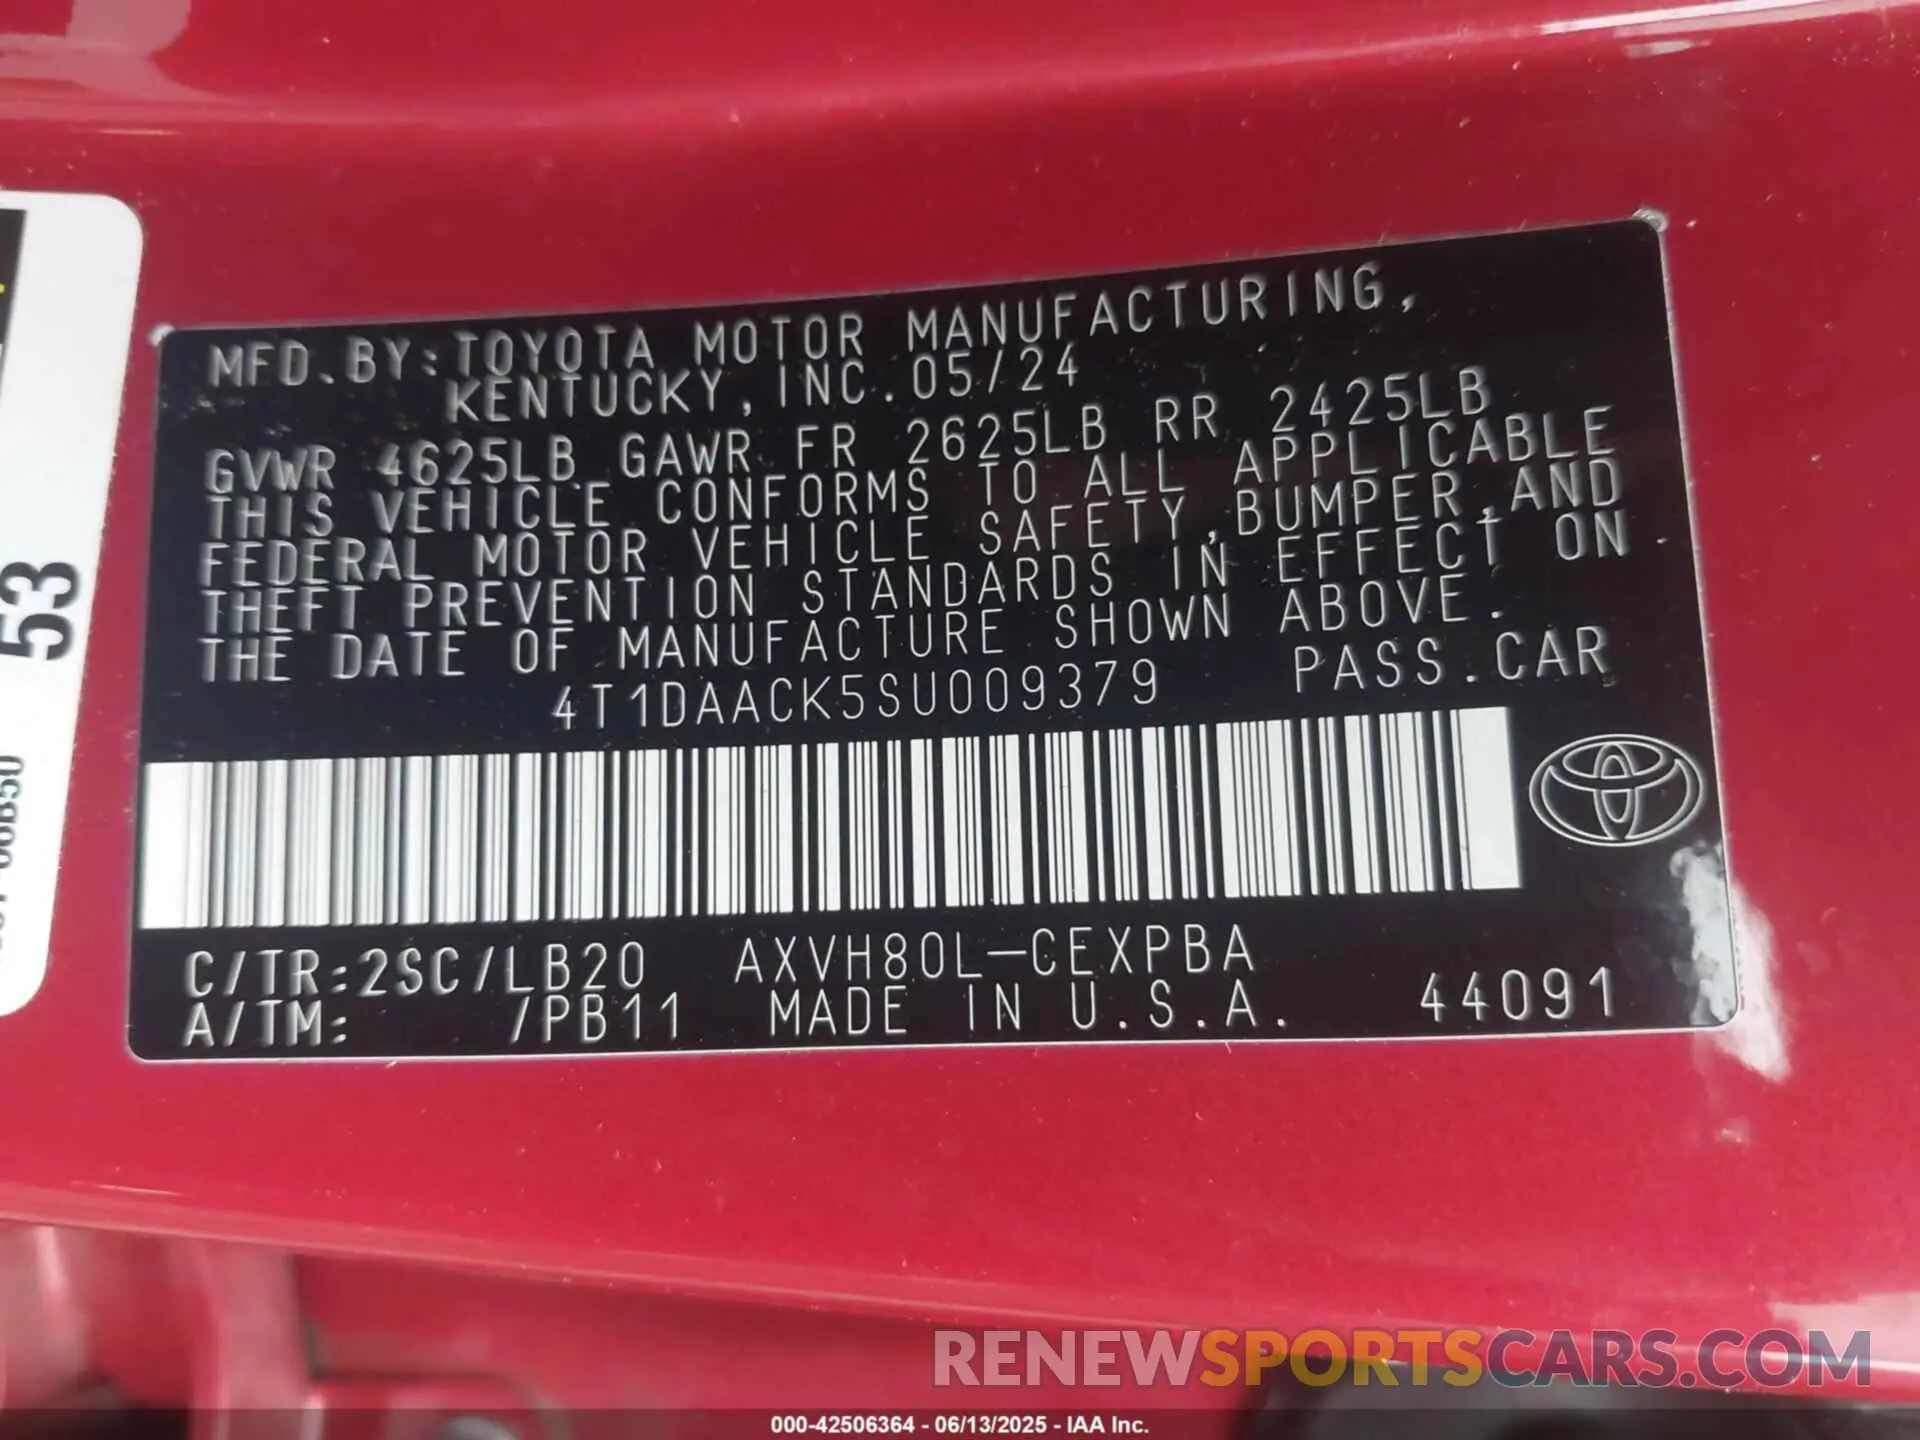 MFD. BY: TOYOTA MOTOR MANUFACTURING,
KENTUCKY, INC. 05/24
GVWR 4625LB GAWR FR 2625LB RR 2425LB
THIS VEHICLE CONFORMS TO ALL APPLICABLE
FEDERAL MOTOR VEHICLE SAFETY, BUMPER, AND
THEFT PREVENTION STANDARDS IN EFFECT ON
THE DATE OF MANUFACTURE SHOWN ABOVE.
4T1DAACK5SU009379 PASS. CAR
C/TR: 2SC/LB20 AXVH80L-CEXPBA
A/TM: /PB11 MADE IN U.S.A. 44091
53
RENEWSPORTSCARS.COM
000-42506364 - 06/13/2025 - IAA Inc.